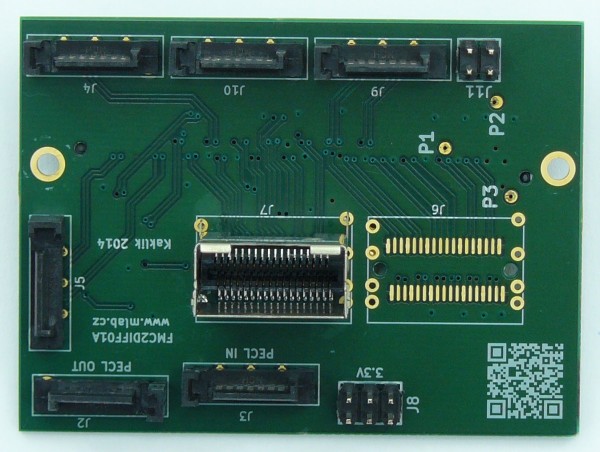 J4
J10
J9
J11
P2
P1
P3
J7
J6
Kaklik 2014
J5
www.mlab.cz
FMC2DIFF01A
PECL OUT
PECL IN
3.3V
J2
J3
J8